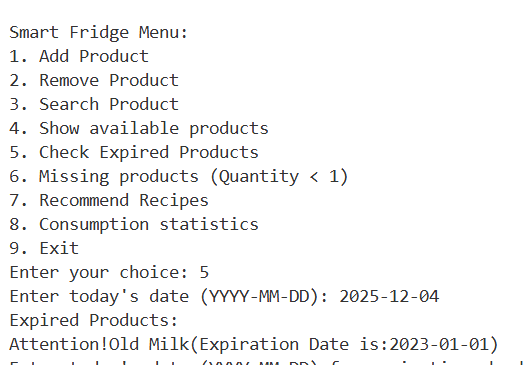 Smart Fridge Menu:
1. Add Product
2. Remove Product
3. Search Product
4. Show available products
5. Check Expired Products
6. Missing products (Quantity < 1)
7. Recommend Recipes
8. Consumption statistics
9. Exit
Enter your choice: 5
Enter today's date (YYYY-MM-DD): 2025-12-04
Expired Products:
Attention!Old Milk(Expiration Date is:2023-01-01)